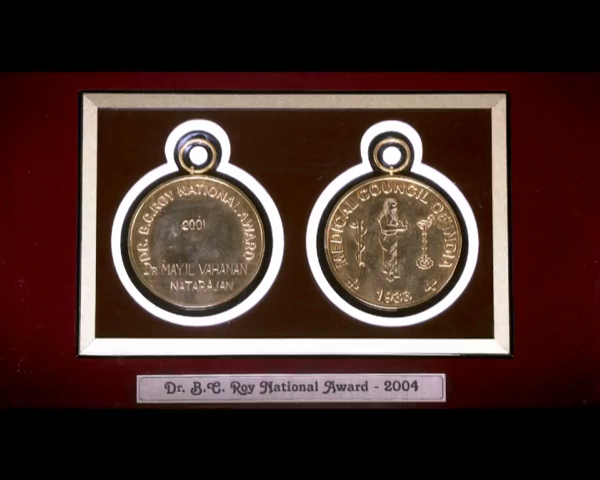 DR. B.C. ROY NATIONAL AWARD
2001
DR. MAYIL VAHANAN
NATARAJAN
MEDICAL COUNCIL OF INDIA
1933
Dr. B.C. Roy National Award - 2004